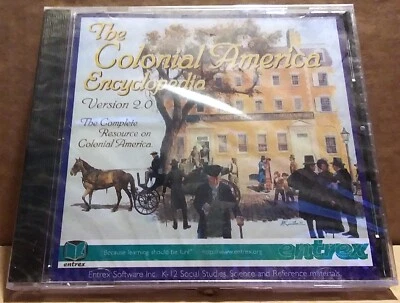 The
Colonial America
Encyclopedia
Version 2.0
The Complete
Resource on
Colonial America.
entrex
"Because learning should be fun!"
entrex
Entrex Software Inc. K-12 Social Studies, Science and Reference materials